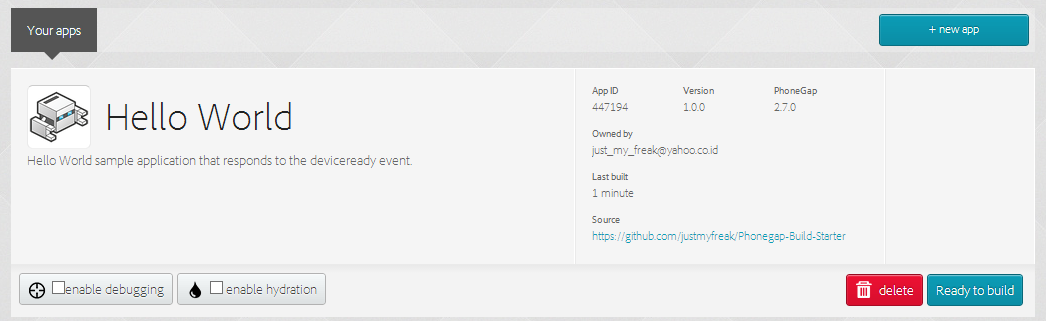 Your apps
+ new app
Hello World
Hello World sample application that responds to the deviceready event.
App ID Version PhoneGap
447194 1.0.0 2.7.0
Owned by
just_my_freak@yahoo.co.id
Last built
1 minute
Source
https://github.com/justmyfreak/Phonegap-Build-Starter
enable debugging enable hydration delete Ready to build